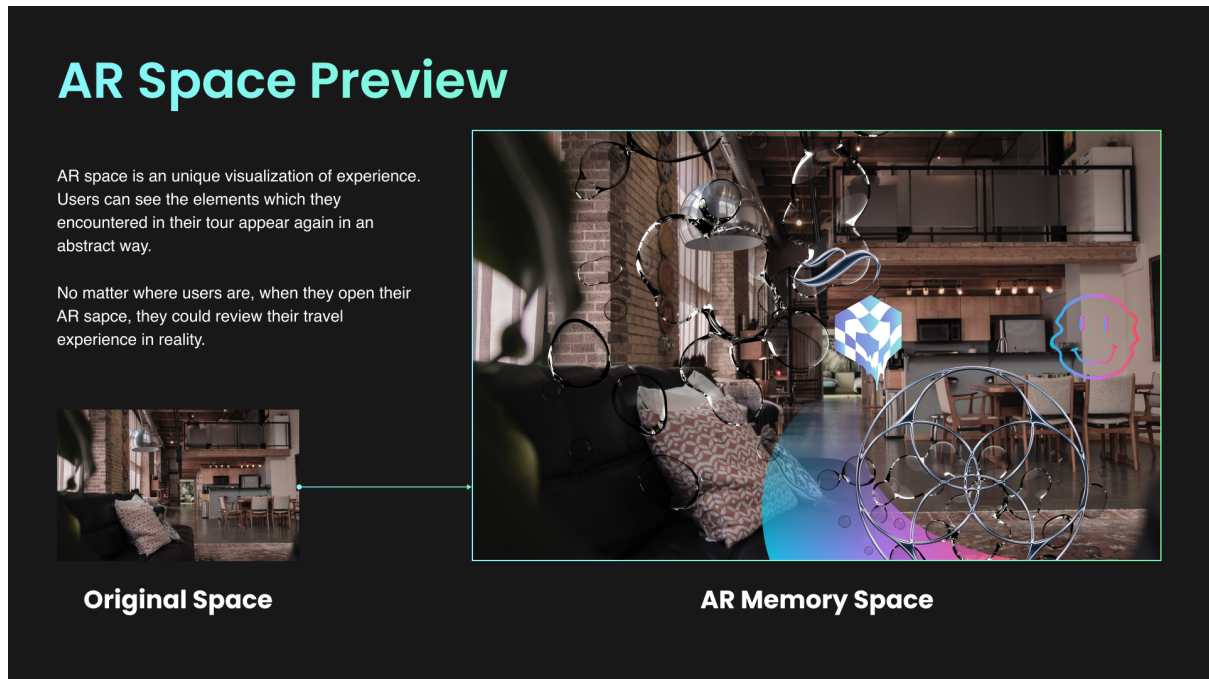 AR Space Preview
AR space is an unique visualization of experience.
Users can see the elements which they
encountered in their tour appear again in an
abstract way.
No matter where users are, when they open their
AR sapce, they could review their travel
experience in reality.
Original Space
AR Memory Space